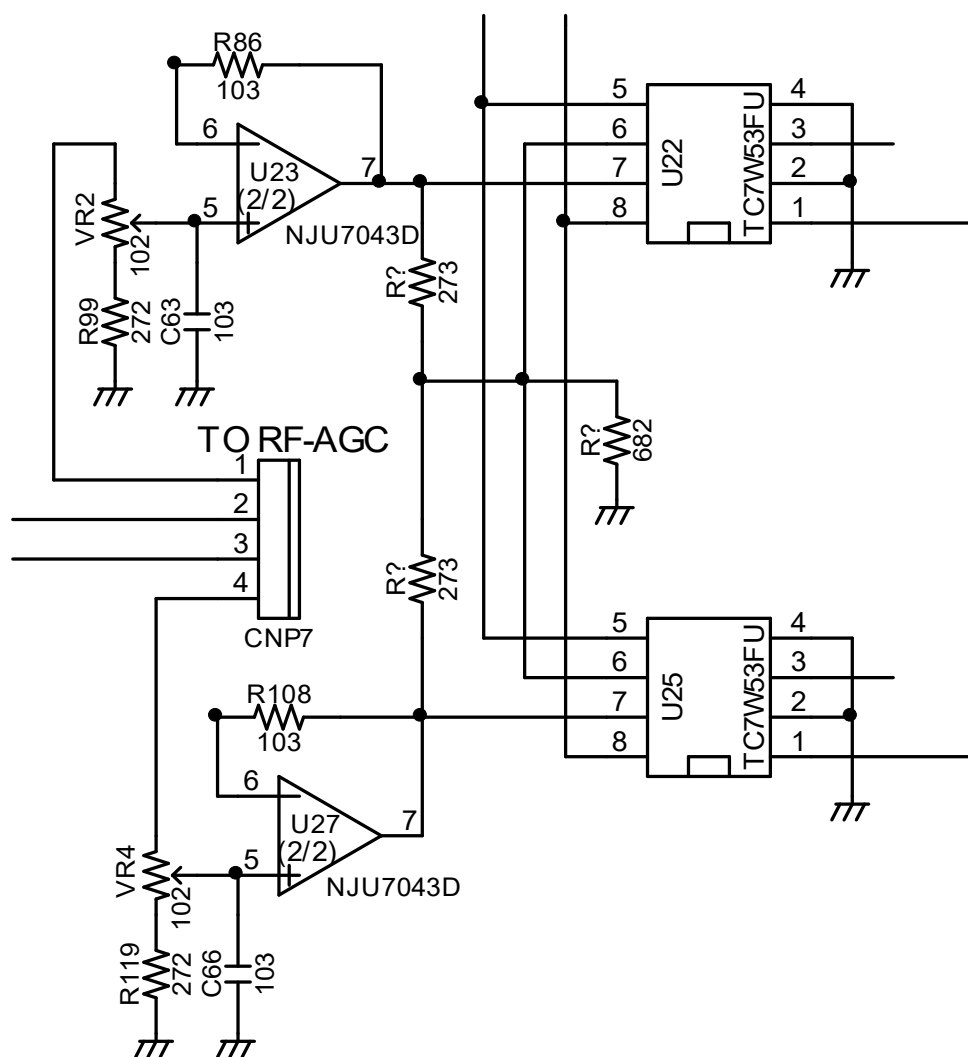 R86
103
6
U23
(2/2)
7
5
NJU7043D
VR2
102
R99
272
C63
103
R?
273
5
6
7
8
U22
TC7W53FU
4
3
2
1
R?
682
TO RF-AGC
1
2
3
4
CNP7
R?
273
5
6
7
8
U25
TC7W53FU
4
3
2
1
R108
103
6
U27
(2/2)
7
5
NJU7043D
VR4
102
R119
272
C66
103